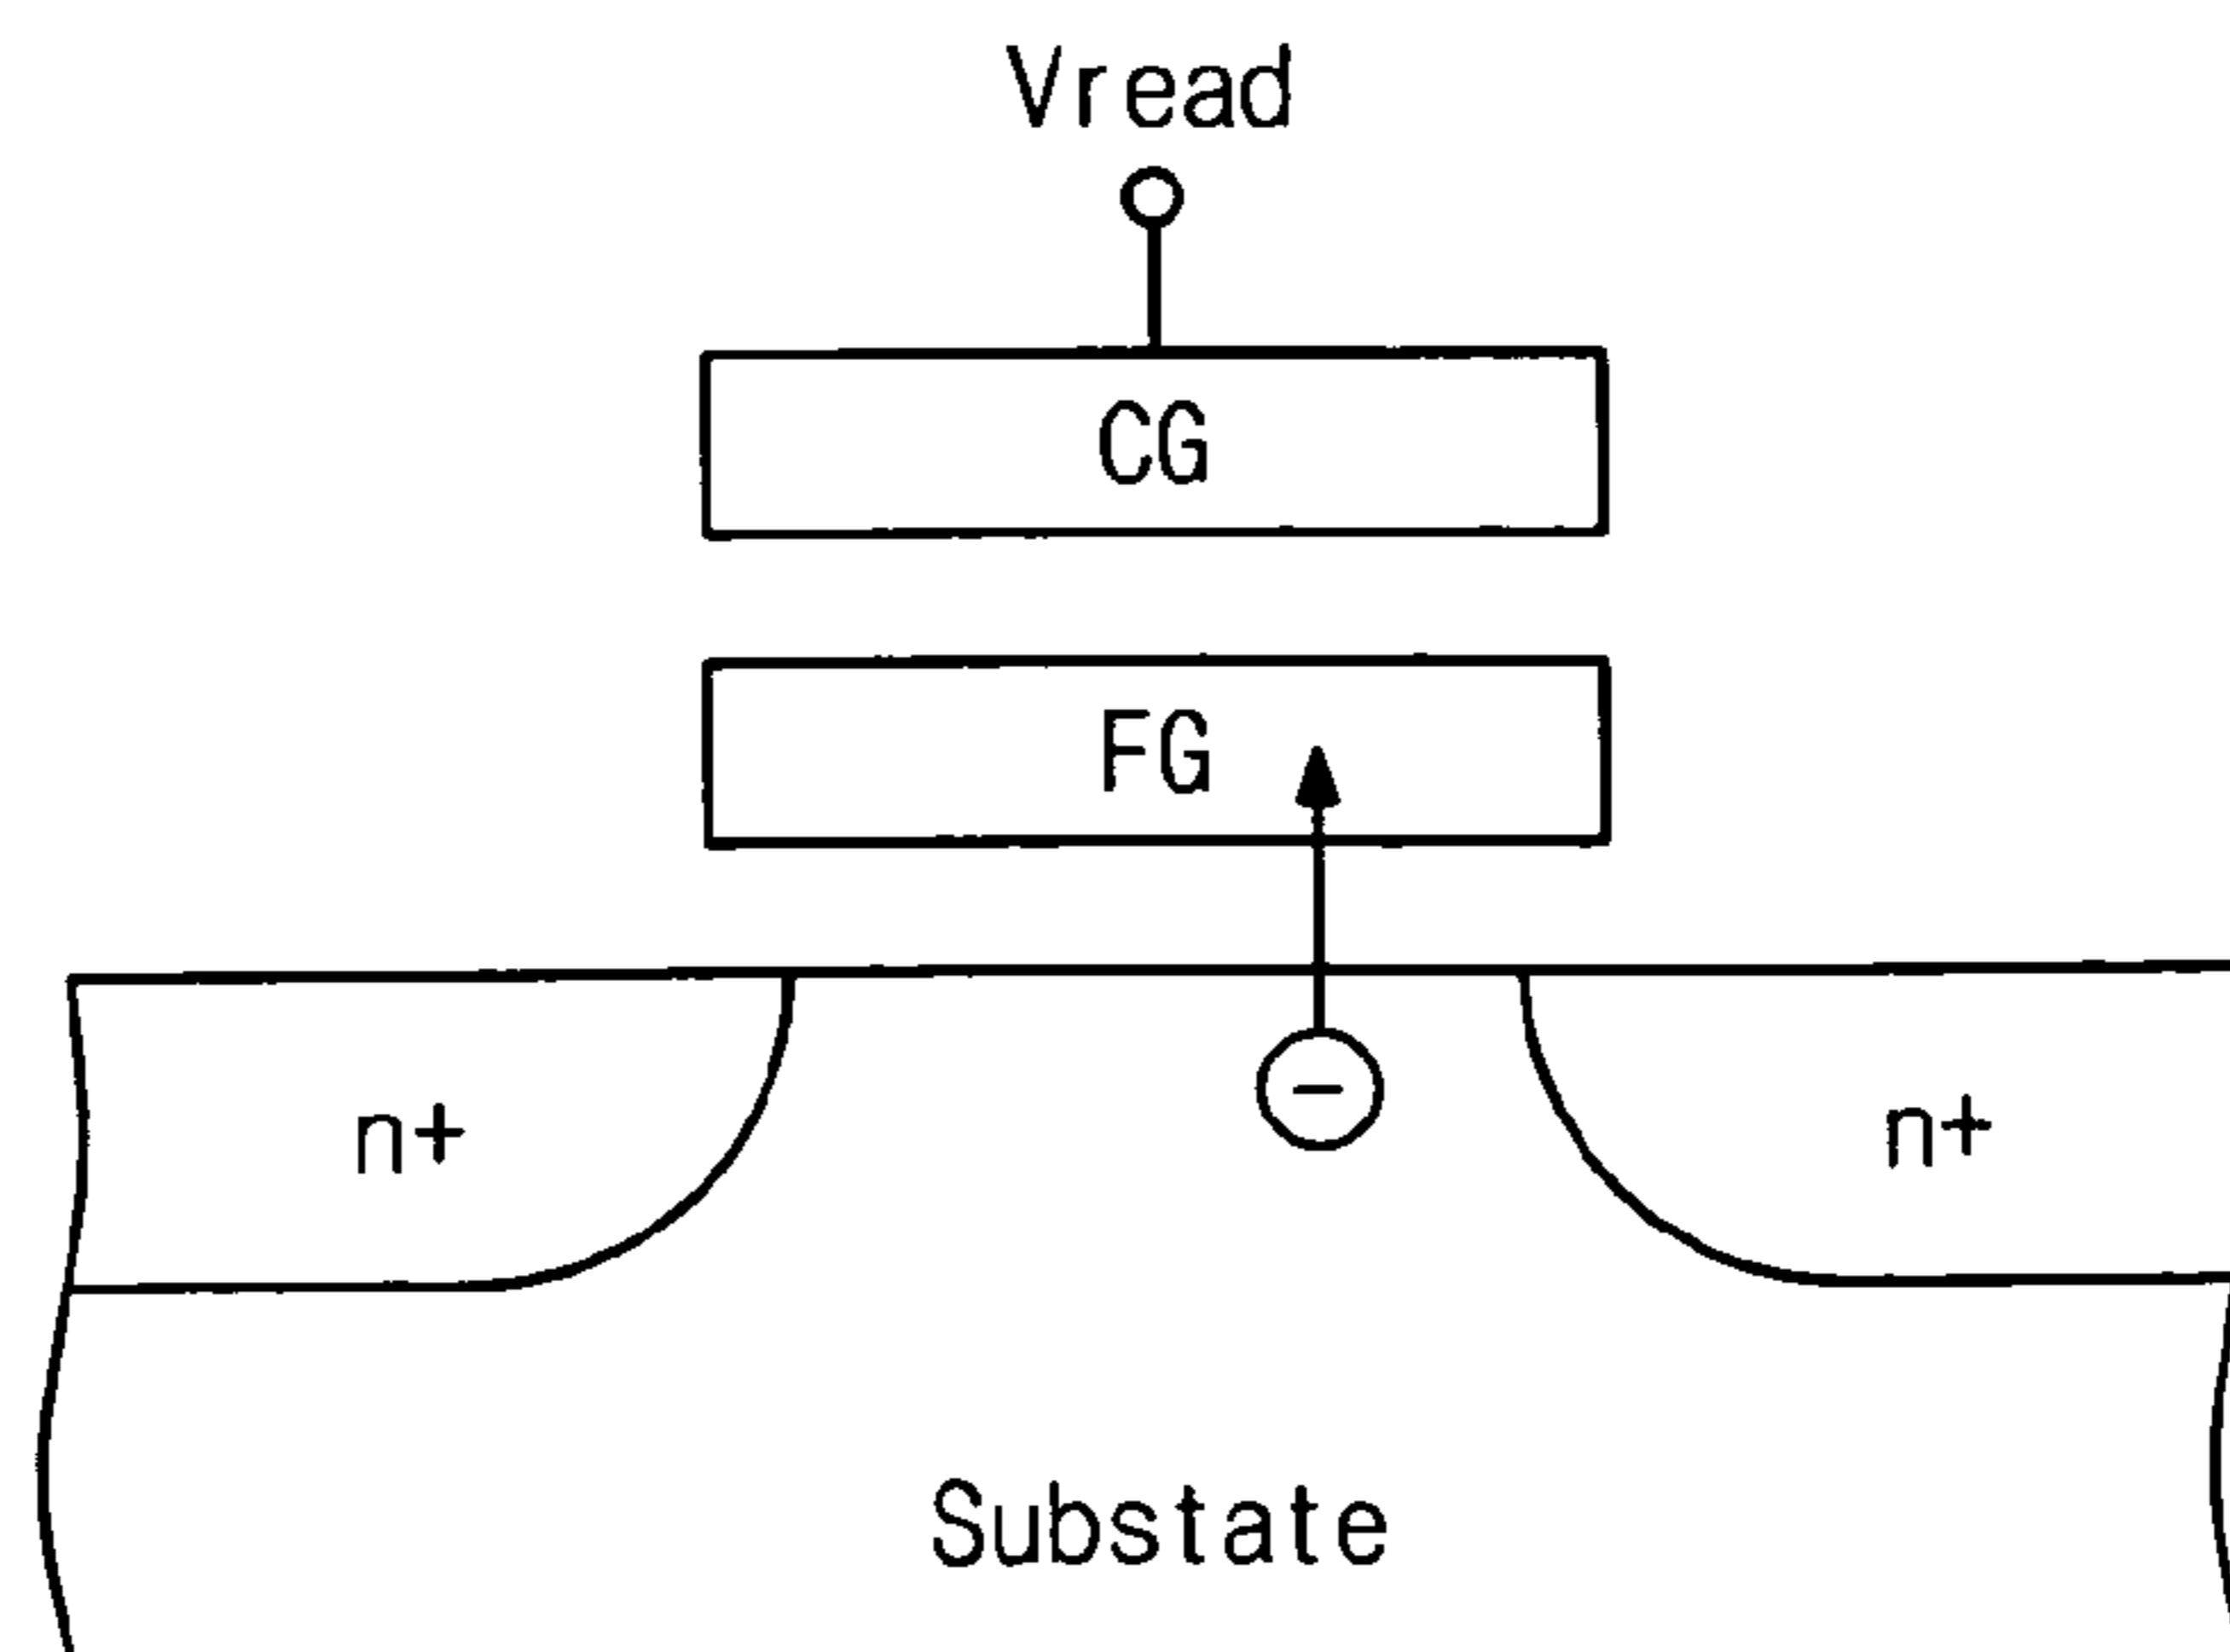 Vread
CG
FG
−
n+ n+
Substate